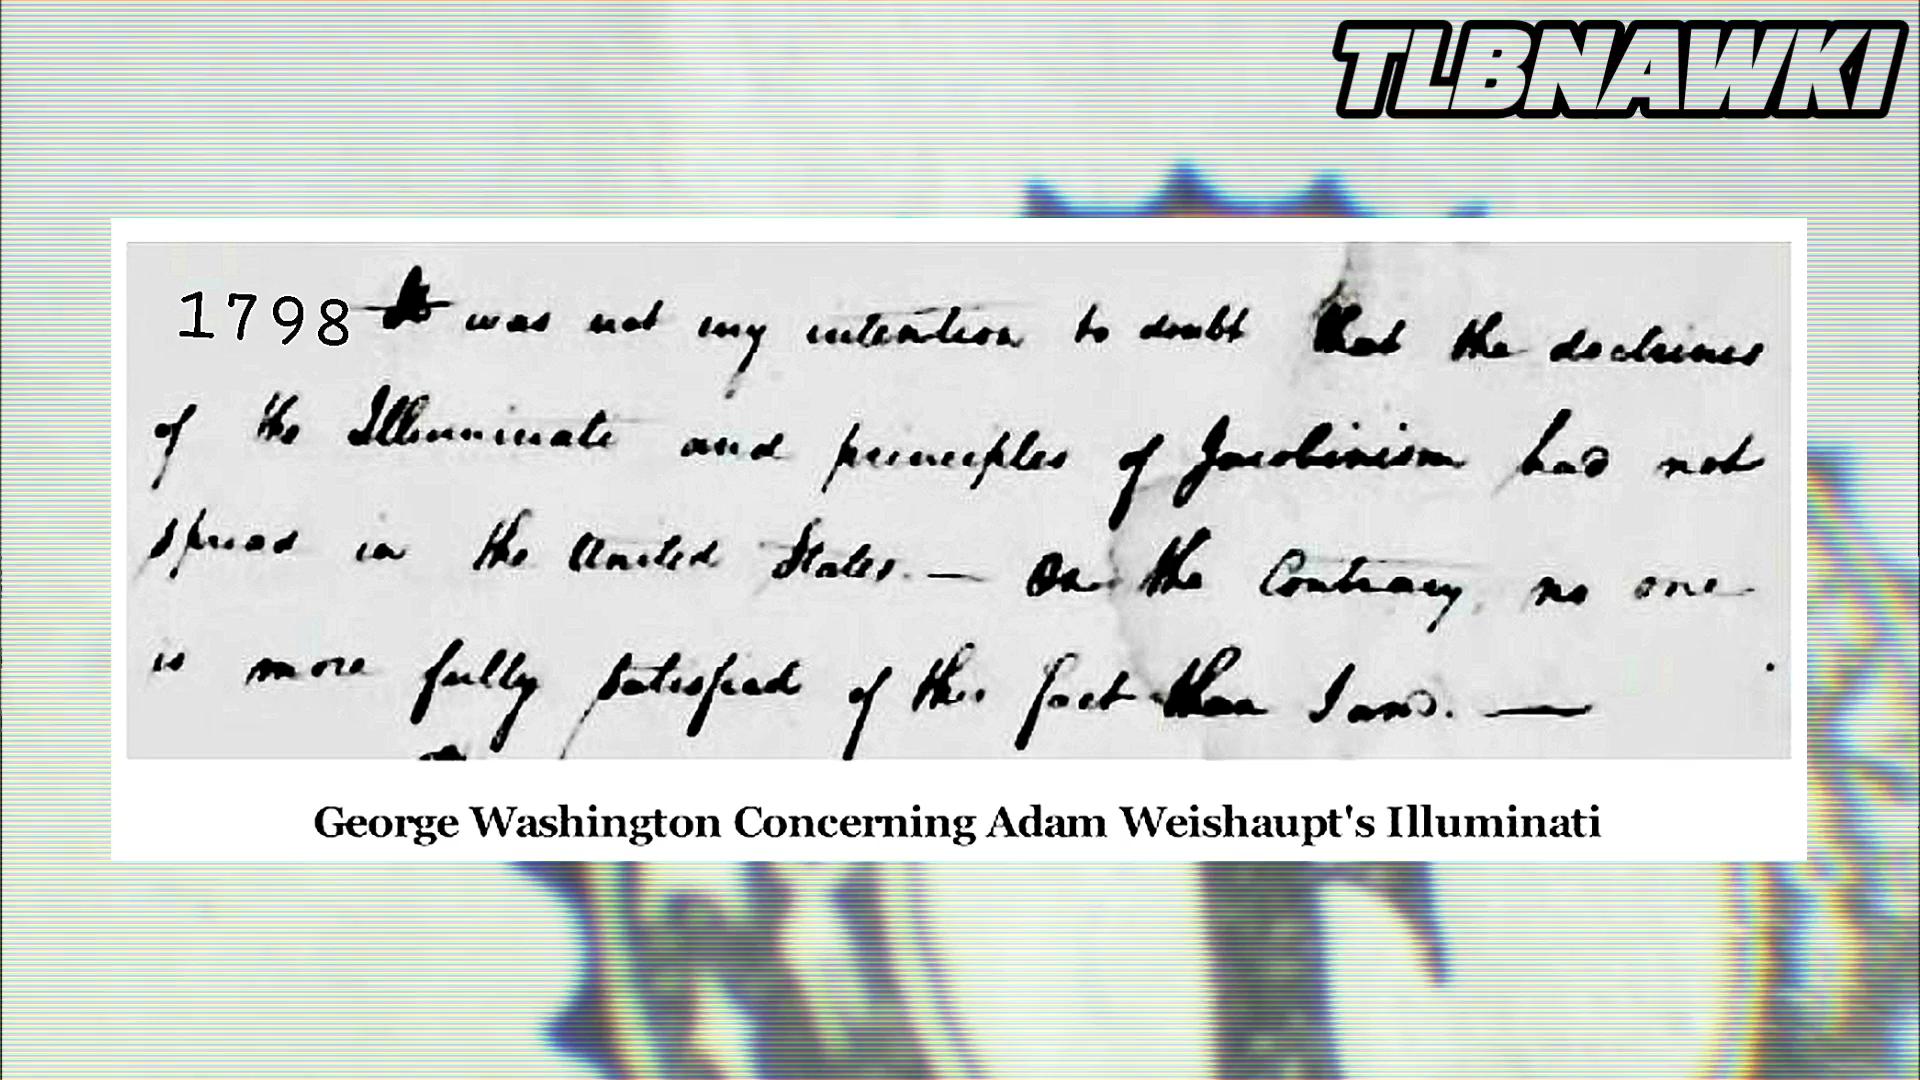 TLBNAWKI
1798 It was not my intention to doubt that the doctrines
of the Illuminati and principles of Jacobinism had not
spread in the United States. — On the Contrary, no one
is more fully satisfied of this fact than I am. —
George Washington Concerning Adam Weishaupt's Illuminati